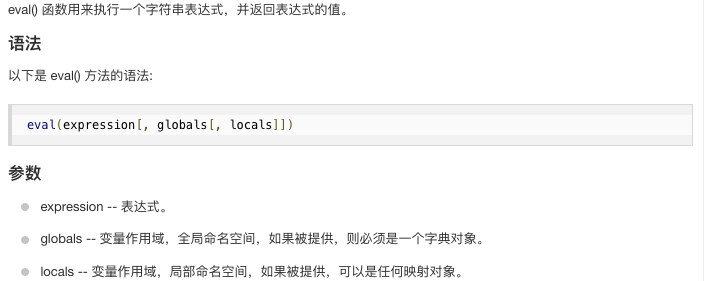 eval() 函数用来执行一个字符串表达式，并返回表达式的值。
语法
以下是 eval() 方法的语法:
eval(expression[, globals[, locals]])
参数
expression -- 表达式。
globals -- 变量作用域，全局命名空间，如果被提供，则必须是一个字典对象。
locals -- 变量作用域，局部命名空间，如果被提供，可以是任何映射对象。